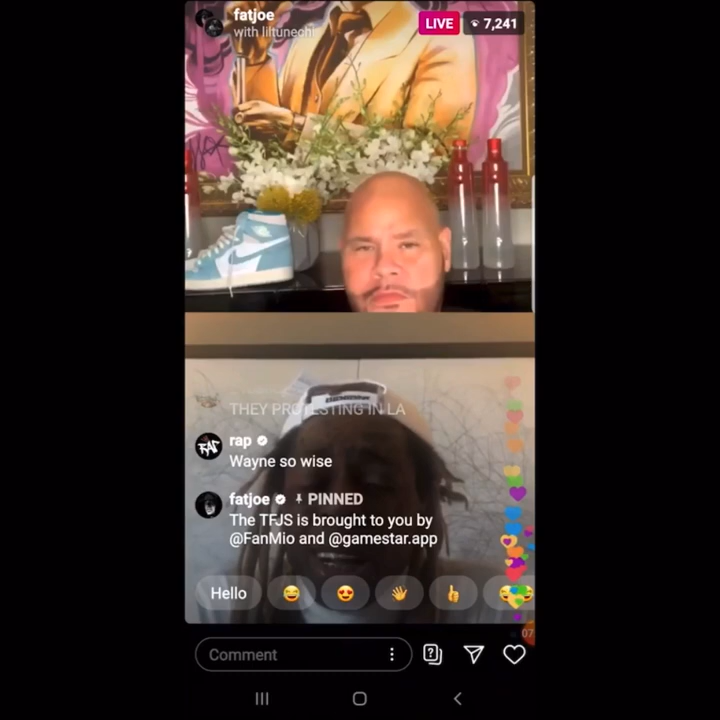 fatjoe
with liltunechi
LIVE
7,241
THEY PROTESTING IN LA
rap
Wayne so wise
fatjoe PINNED
The TFJS is brought to you by
@FanMio and @gamestar.app
Hello
07
Comment